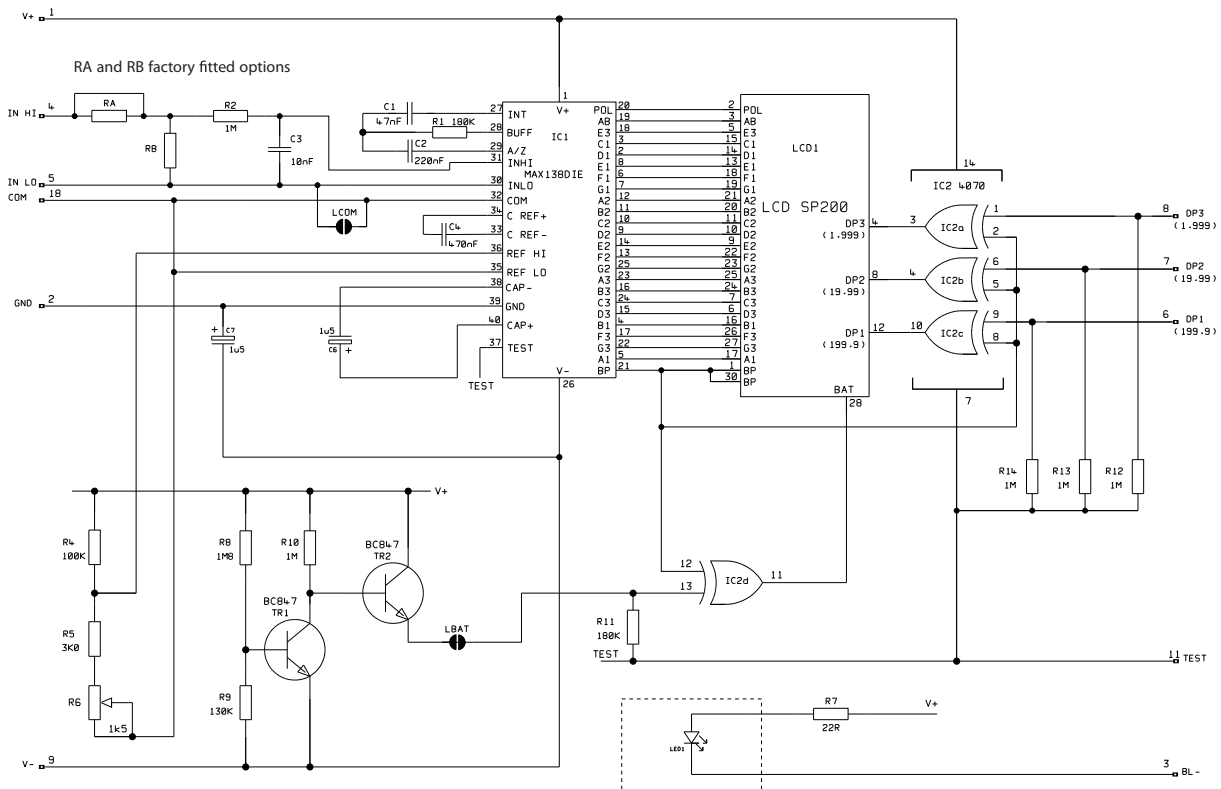 V+ 1
RA and RB factory fitted options
IN HI 4
RA
R2
1M
RB
C3
10nF
IN LO 5
COM 18
LCOM
GND 2
C7
+ 1u5
1u5
C6 +
C1
47nF
R1 180K
C2
220nF
C4
470nF
TEST
1
V+
IC1
MAX138DIE
27 INT
28 BUFF
29 A/Z
31 INHI
30 INLO
32 COM
34 C REF+
33 C REF-
36 REF HI
35 REF LO
38 CAP-
39 GND
40 CAP+
37 TEST
V-
26
POL 20
AB 19
E3 18
C1 3
D1 2
E1 8
F1 6
G1 7
A2 12
B2 11
C2 10
D2 9
E2 14
F2 13
G2 25
A3 23
B3 16
C3 24
D3 15
B1 4
F3 17
G3 22
A1 5
BP 21
2 POL
3 AB
5 E3
15 C1
14 D1
13 E1
18 F1
19 G1
21 A2
20 B2
11 C2
10 D2
9 E2
22 F2
23 G2
25 A3
24 B3
7 C3
6 D3
16 B1
26 F3
27 G3
17 A1
1 BP
30 BP
LCD1
LCD SP200
DP3 4
(1.999)
DP2 8
(19.99)
DP1 12
(199.9)
BAT
28
14
IC2 4070
3 IC2a 1
2
4 IC2b 6
5
10 IC2c 9
8
7
8 DP3
(1.999)
7 DP2
(19.99)
6 DP1
(199.9)
R14
1M
R13
1M
R12
1M
V+
R4
100K
R5
3K0
R6
1k5
R8
1M8
R10
1M
BC847
TR2
BC847
TR1
R9
130K
LBAT
V- 9
12
13
IC2d
11
R11
180K
TEST
11 TEST
R7
22R
V+
LED1
3 BL-